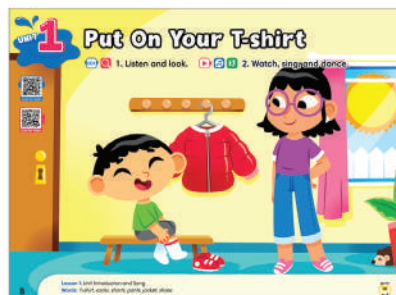 UNIT 1
Put On Your T-shirt
1. Listen and look. 2. Watch, sing and dance.
Lesson 1: Unit Introduction and Song
Words: T-shirt, socks, shorts, pants, jacket, shoes
8